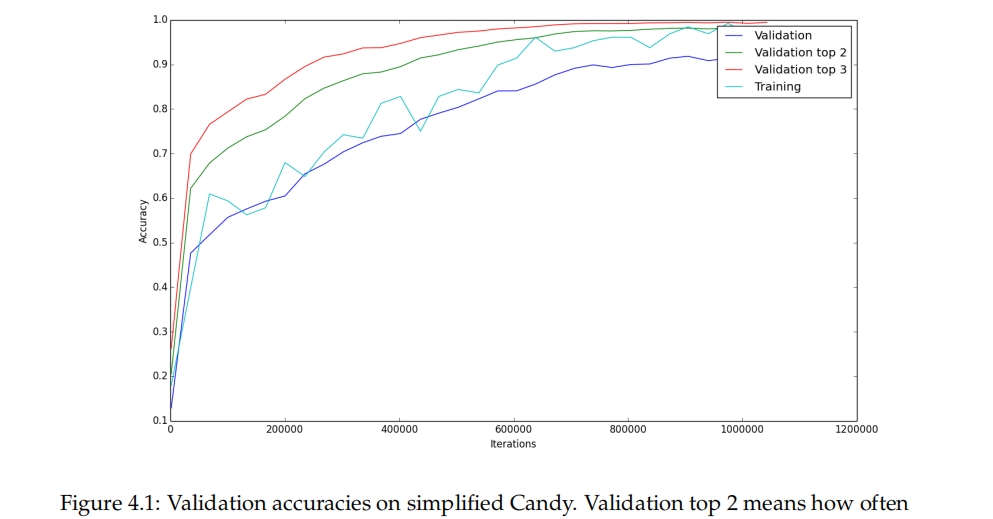 1.0
0.9
0.8
0.7
0.6
0.5
0.4
0.3
0.2
0.1
Accuracy
Validation
Validation top 2
Validation top 3
Training
0 200000 400000 600000 800000 1000000 1200000
Iterations
Figure 4.1: Validation accuracies on simplified Candy. Validation top 2 means how often